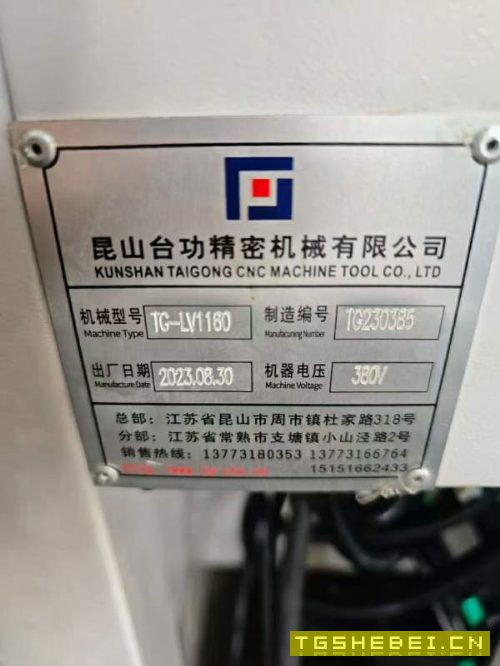 昆山台功精密机械有限公司
KUNSHAN TAIGONG CNC MACHINE TOOL CO., LTD
机械型号 TG-LV1160 制造编号 TG230385
Machine Type Manufacturing Number
出厂日期 2023.08.30 机器电压 380V
Manufacture Date Machine Voltage
总部：江苏省昆山市周市镇杜家路318号
分部：江苏省常熟市支塘镇小山泾路2号
销售热线：13773180353 13773166764
15151662433
TGSHEBEI.CN